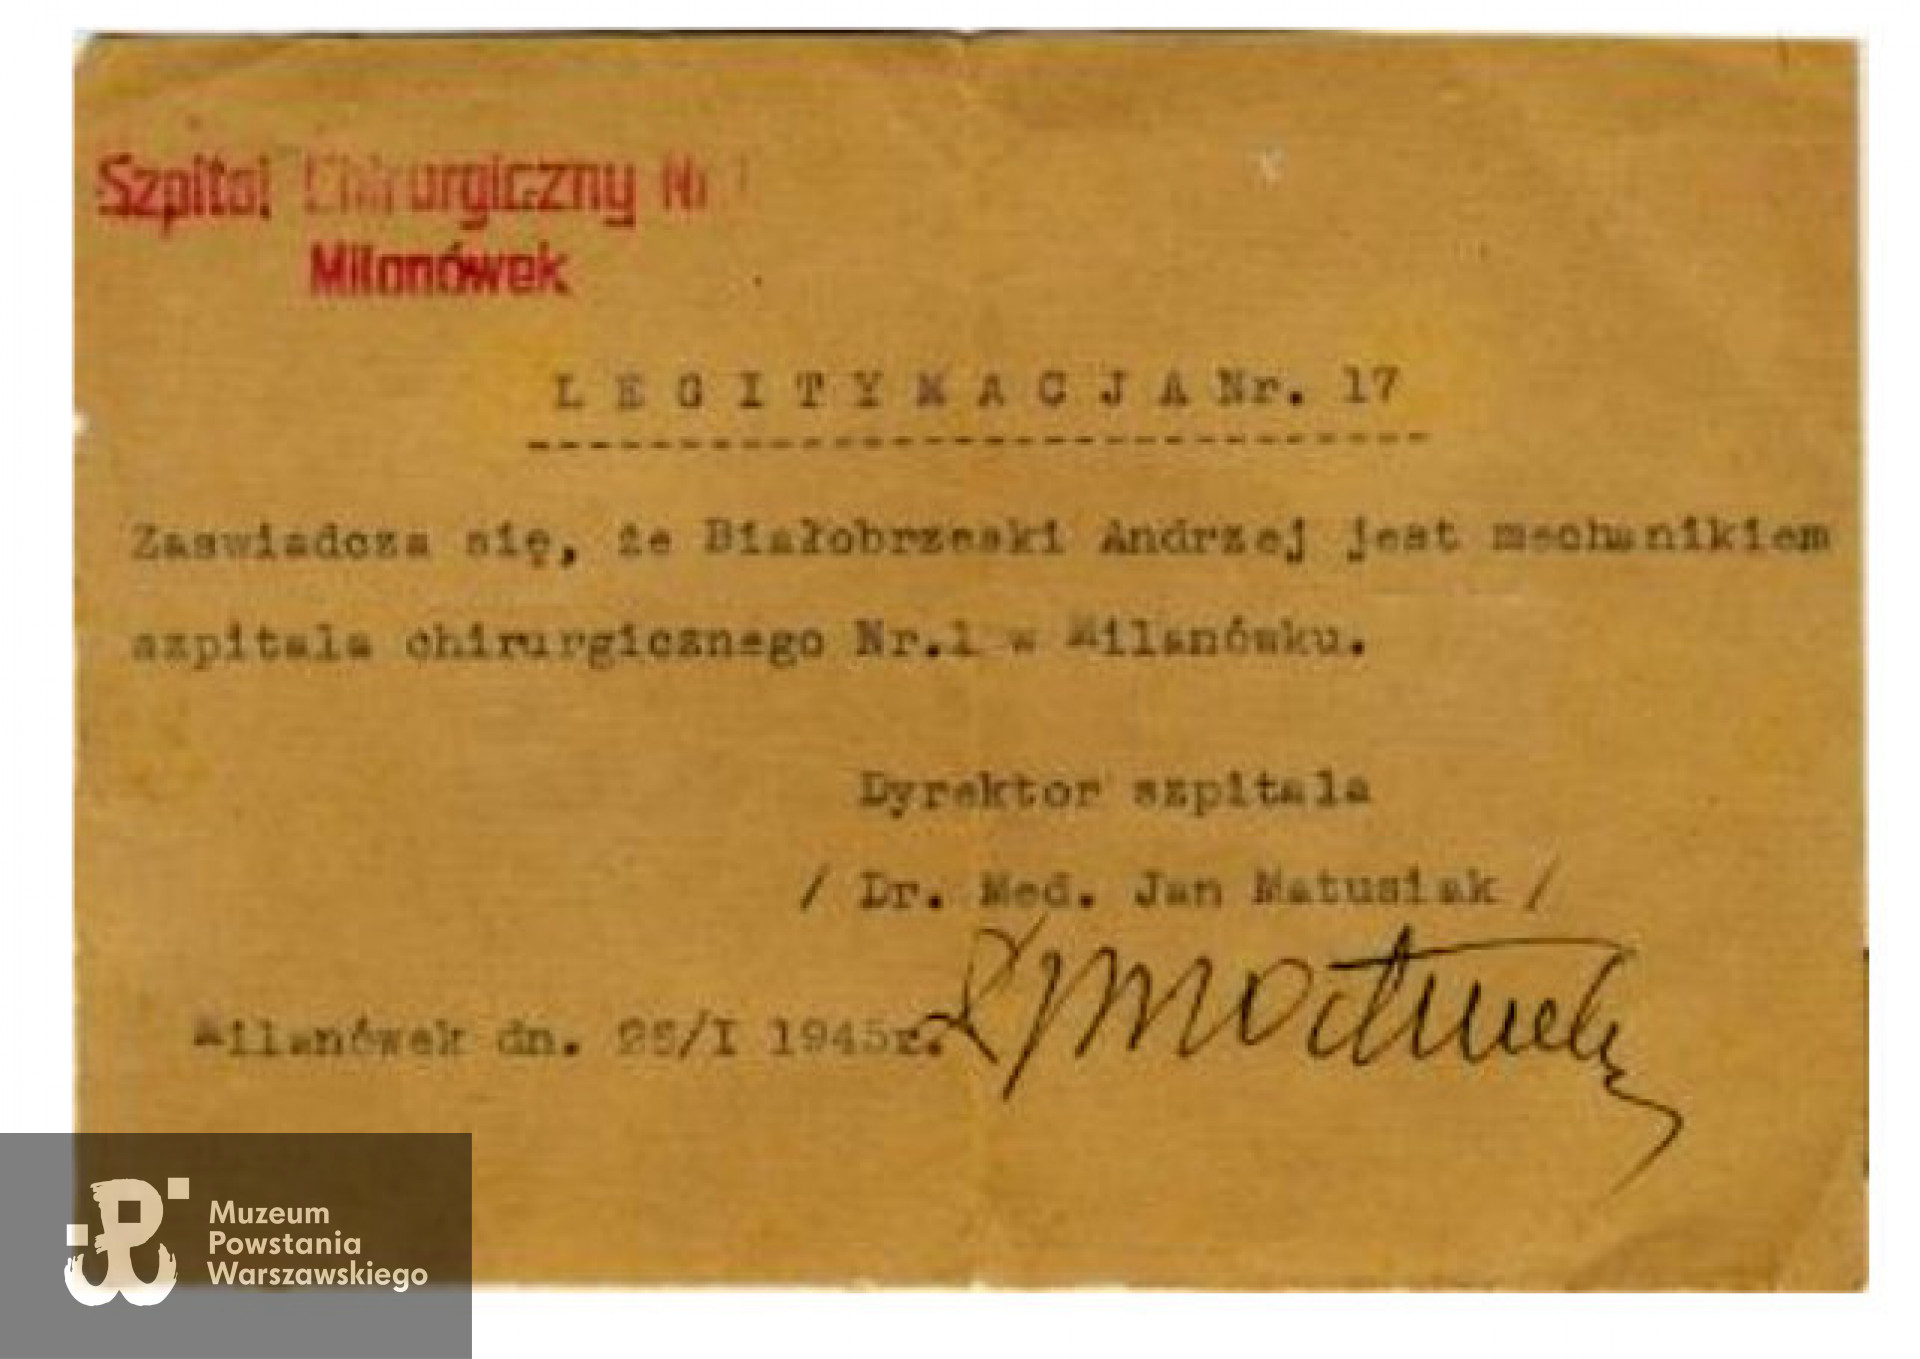 Szpital Chirurgiczny Nr 1
Milanówek
LEGITYMACJA Nr. 17
Zaswiadcza się, że Białobrzeski Andrzej jest mechanikiem
szpitala chirurgicznego Nr.1 w Milanówku.
Dyrektor szpitala
/ Dr. Med. Jan Matusiak /
Milanówek dn. 25/I 1945r.
Muzeum
Powstania
Warszawskiego